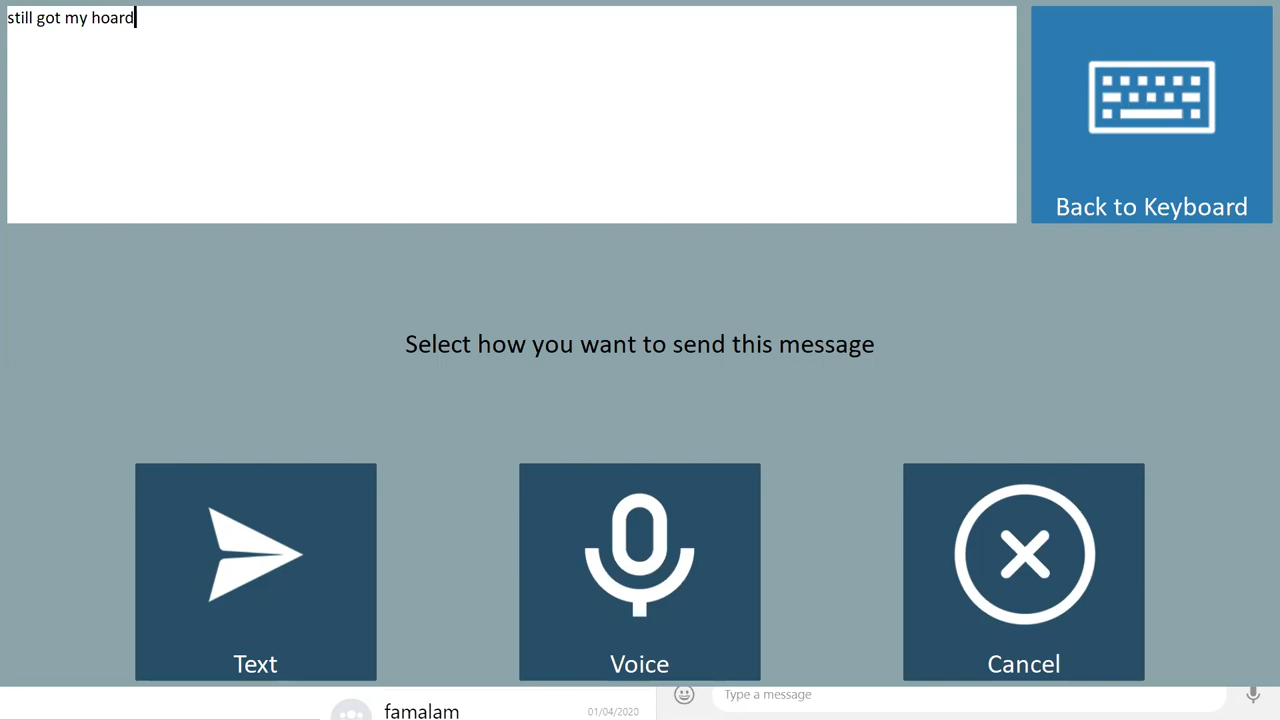 still got my hoard
Back to Keyboard
Select how you want to send this message
Text
Voice
Cancel
famalam
01/04/2020
Type a message